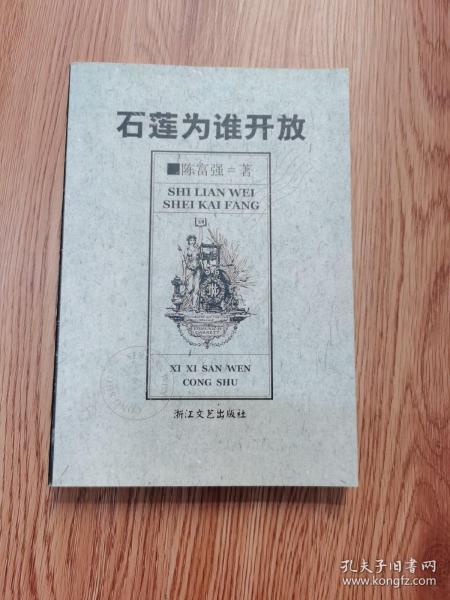 石莲为谁开放
■陈富强=著
SHI LIAN WEI
SHEI KAI FANG
XI XI SAN WEN
CONG SHU
浙江文艺出版社
孔夫子旧书网
www.kongfz.com